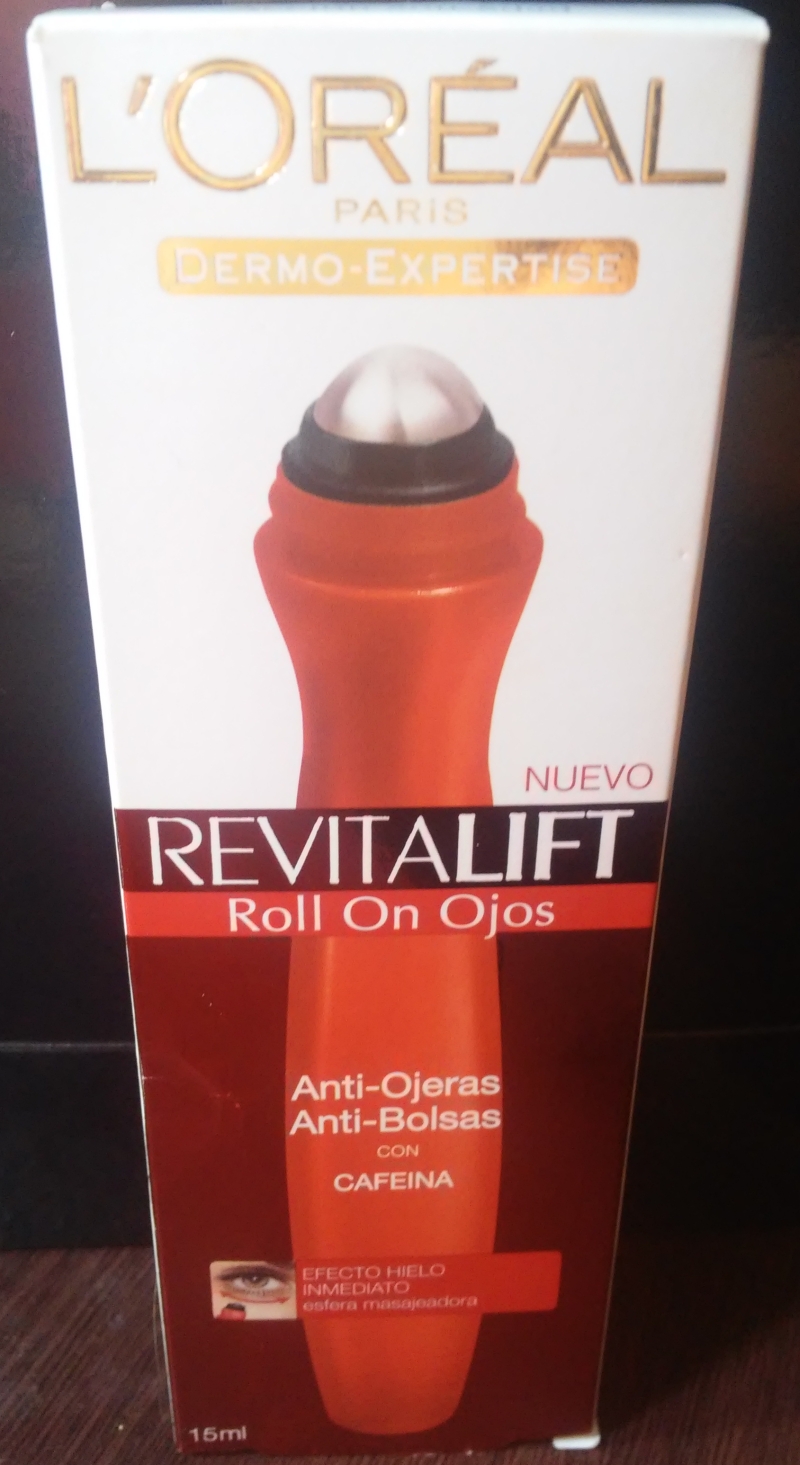 L'ORÉAL
PARIS
DERMO-EXPERTISE
NUEVO
REVITALIFT
Roll On Ojos
Anti-Ojeras
Anti-Bolsas
CON
CAFEINA
EFECTO HIELO
INMEDIATO
esfera masajeadora
15ml